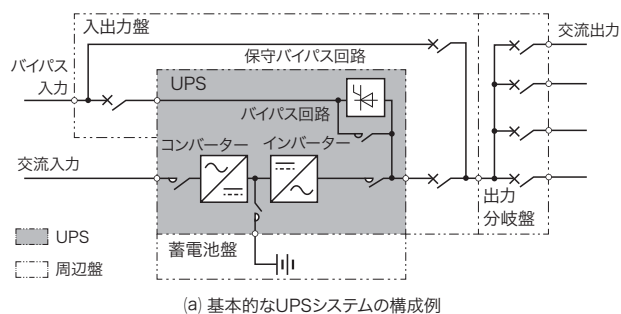 入出力盤
交流出力
保守バイパス回路
バイパス
入力
UPS
バイパス回路
コンバーター
インバーター
交流入力
出力
分岐盤
UPS
蓄電池盤
周辺盤
(a) 基本的なUPSシステムの構成例